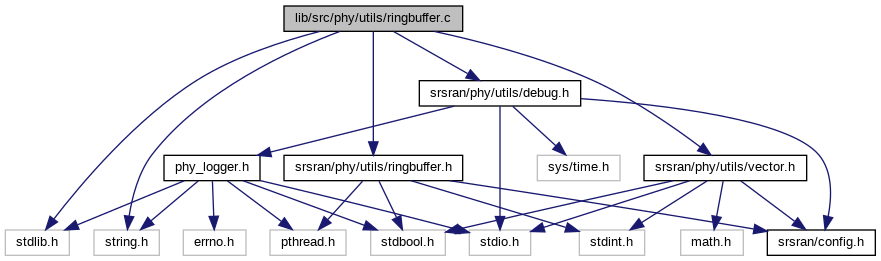 lib/src/phy/utils/ringbuffer.c
srsran/phy/utils/debug.h
phy_logger.h
srsran/phy/utils/ringbuffer.h
sys/time.h
srsran/phy/utils/vector.h
stdlib.h
string.h
errno.h
pthread.h
stdbool.h
stdio.h
stdint.h
math.h
srsran/config.h